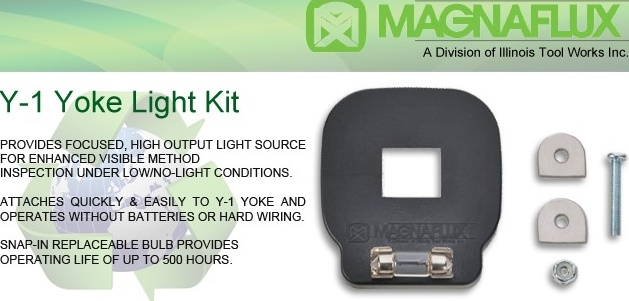 MAGNAFLUX
A Division of Illinois Tool Works Inc.
Y-1 Yoke Light Kit
PROVIDES FOCUSED, HIGH OUTPUT LIGHT SOURCE
FOR ENHANCED VISIBLE METHOD
INSPECTION UNDER LOW/NO-LIGHT CONDITIONS.
ATTACHES QUICKLY & EASILY TO Y-1 YOKE AND
OPERATES WITHOUT BATTERIES OR HARD WIRING.
SNAP-IN REPLACEABLE BULB PROVIDES
OPERATING LIFE OF UP TO 500 HOURS.
MAGNAFLUX